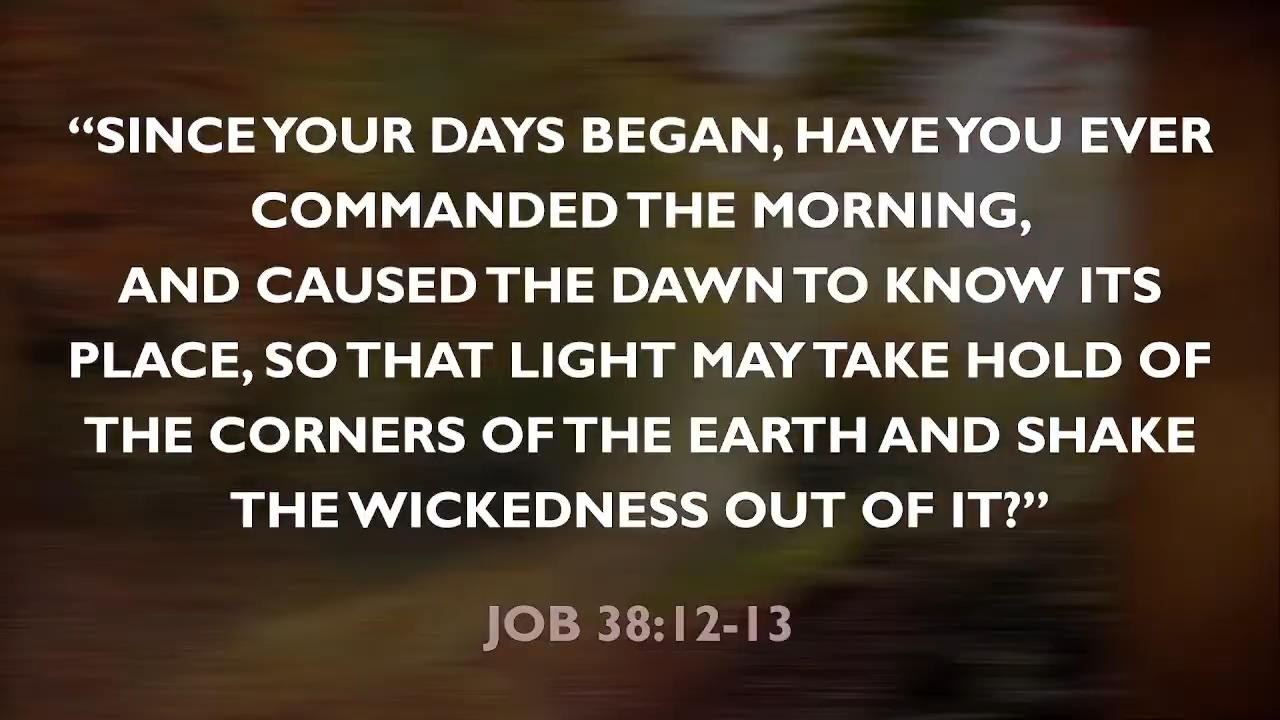 “SINCE YOUR DAYS BEGAN, HAVE YOU EVER
COMMANDED THE MORNING,
AND CAUSED THE DAWN TO KNOW ITS
PLACE, SO THAT LIGHT MAY TAKE HOLD OF
THE CORNERS OF THE EARTH AND SHAKE
THE WICKEDNESS OUT OF IT?”
JOB 38:12-13